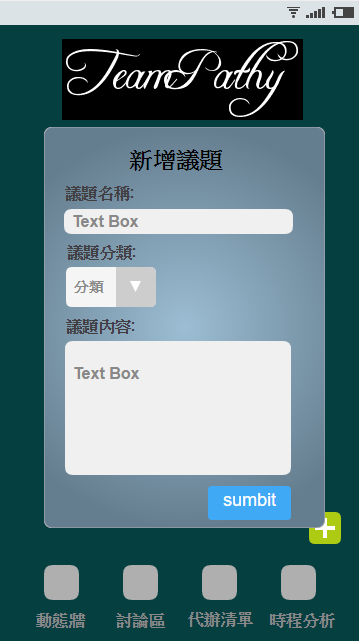 TeamPathy
新增議題
議題名稱:
Text Box
議題分類:
分類
議題內容:
Text Box
sumbit
動態牆 討論區 代辦清單 時程分析